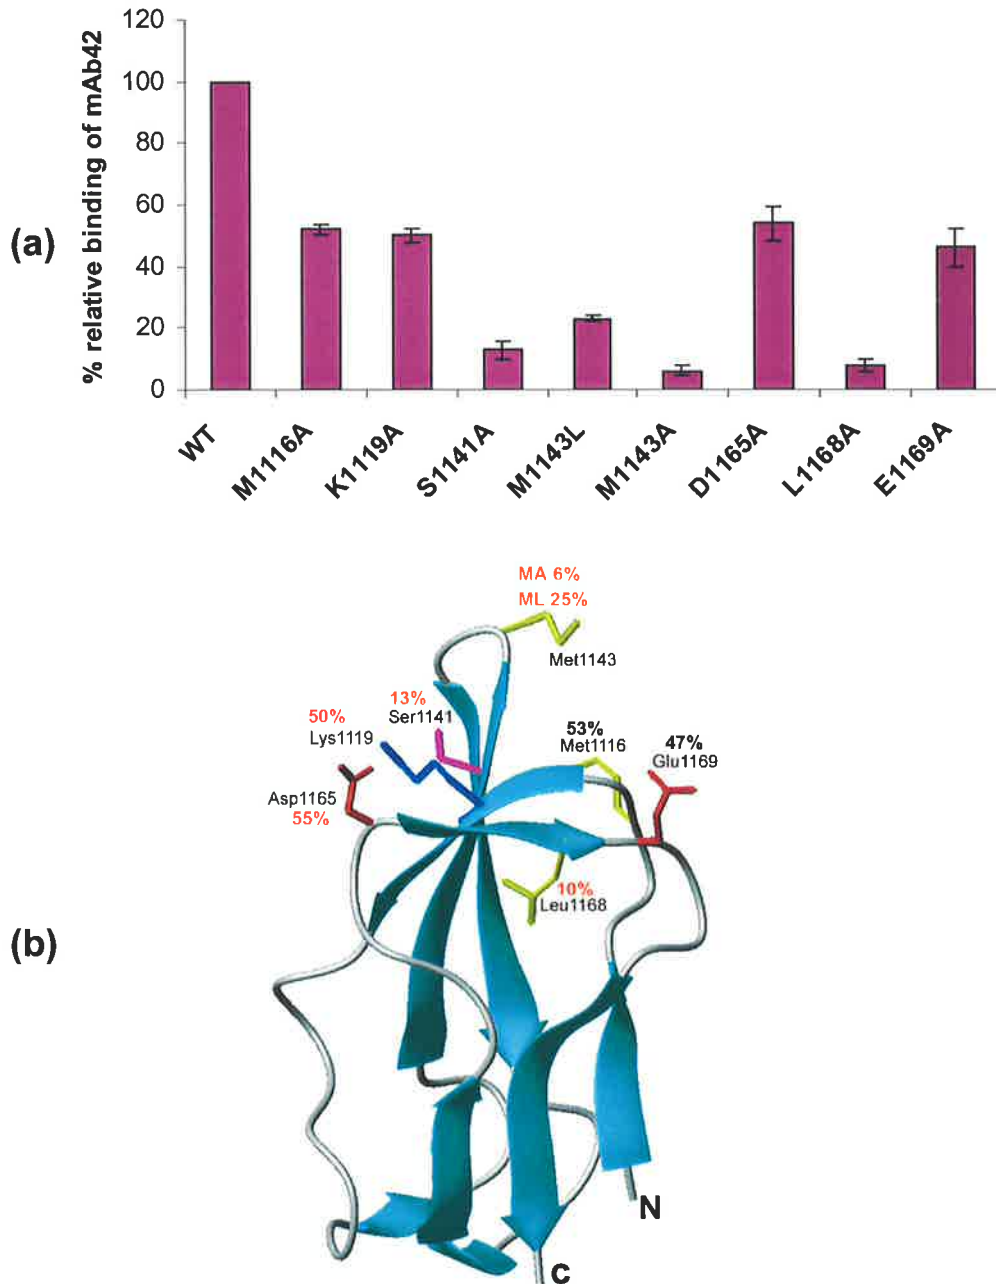 (a)
% relative binding of mAb42
120
100
80
60
40
20
0
WT
M1116A
K1119A
S1141A
M1143L
M1143A
D1165A
L1168A
E1169A
(b)
MA 6%
ML 25%
Met1143
13%
Ser1141
50%
Lys1119
53%
Met1116
47%
Glu1169
Asp1165
55%
10%
Leu1168
N
C